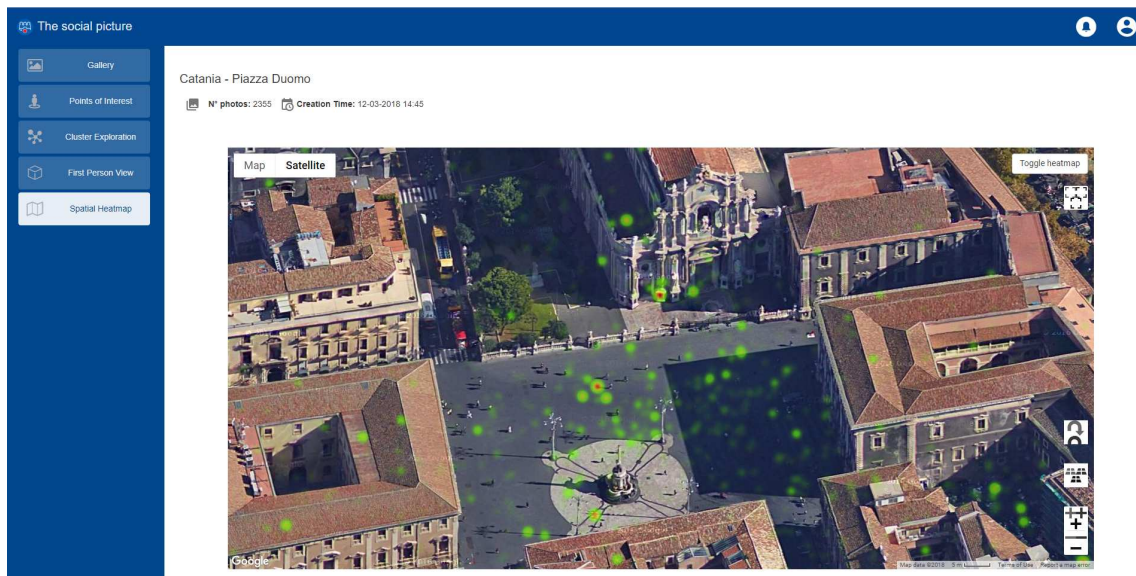 The social picture
Gallery
Points of Interest
Cluster Exploration
First Person View
Spatial Heatmap
Catania - Piazza Duomo
N° photos: 2355 Creation Time: 12-03-2018 14:45
Map Satellite
Toggle heatmap
Google
Map data ©2018 5 m Terms of Use Report a map error